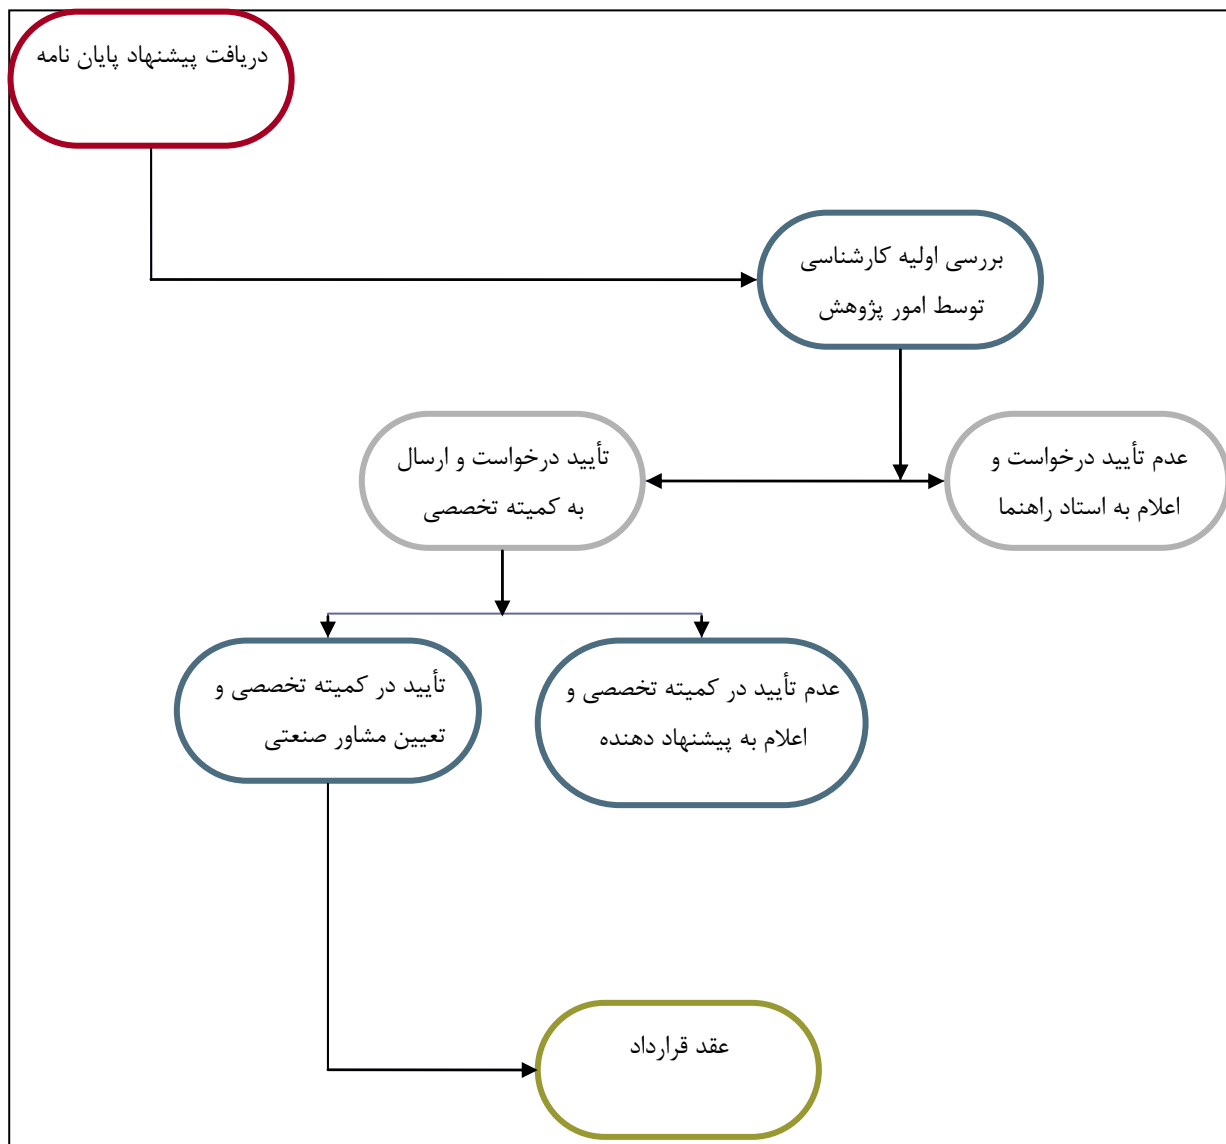 دریافت پیشنهاد پایان نامه
بررسی اولیه کارشناسی
توسط امور پژوهش
عدم تأیید درخواست و
اعلام به استاد راهنما
تأیید درخواست و ارسال
به کمیته تخصصی
عدم تأیید در کمیته تخصصی و
اعلام به پیشنهاد دهنده
تأیید در کمیته تخصصی و
تعیین مشاور صنعتی
عقد قرارداد